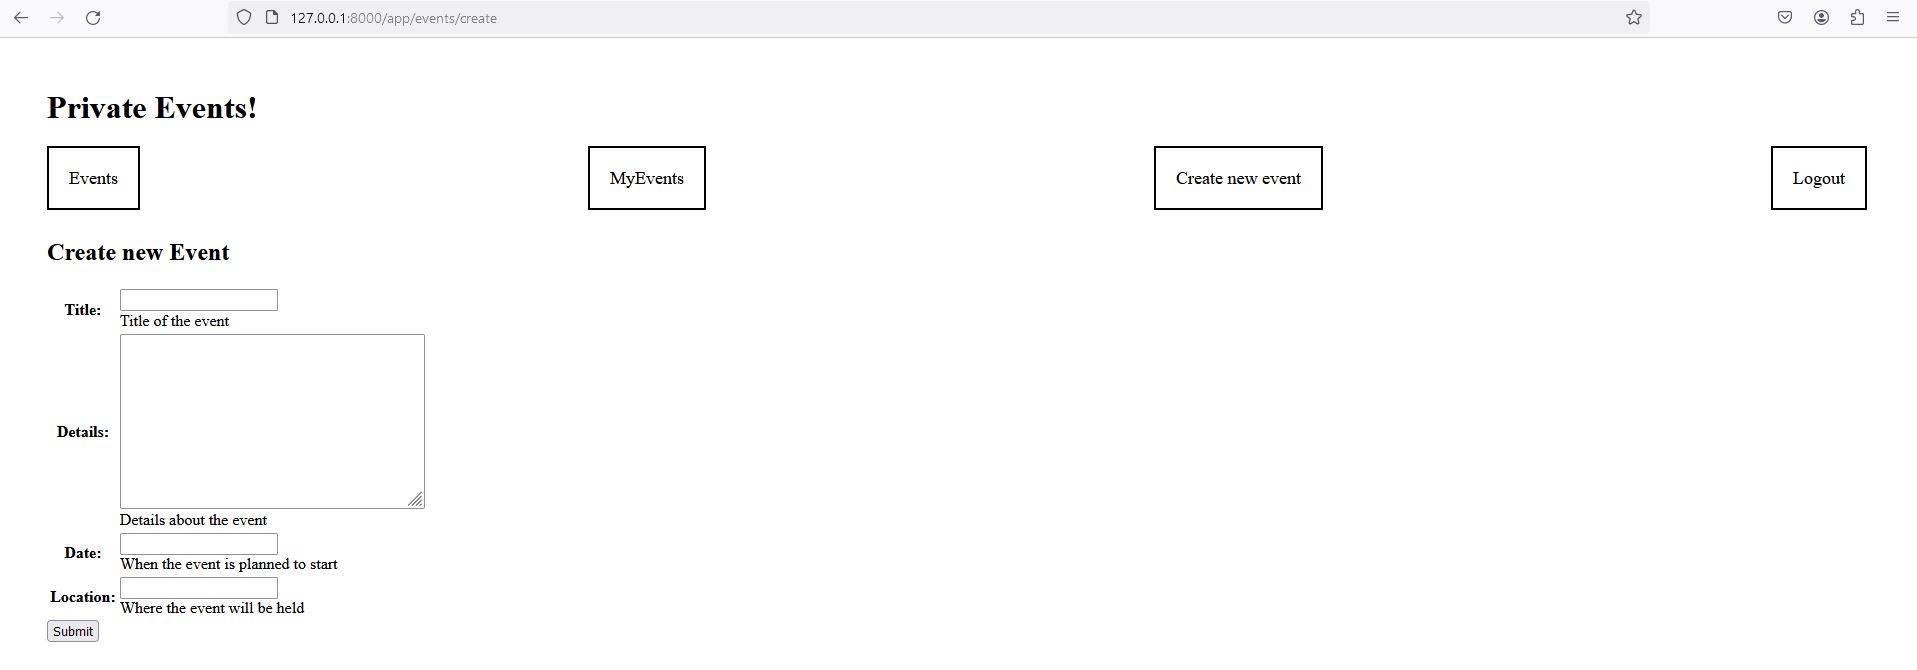 127.0.0.1:8000/app/events/create
Private Events!
Events MyEvents Create new event Logout
Create new Event
Title:
Title of the event
Details:
Details about the event
Date:
When the event is planned to start
Location:
Where the event will be held
Submit